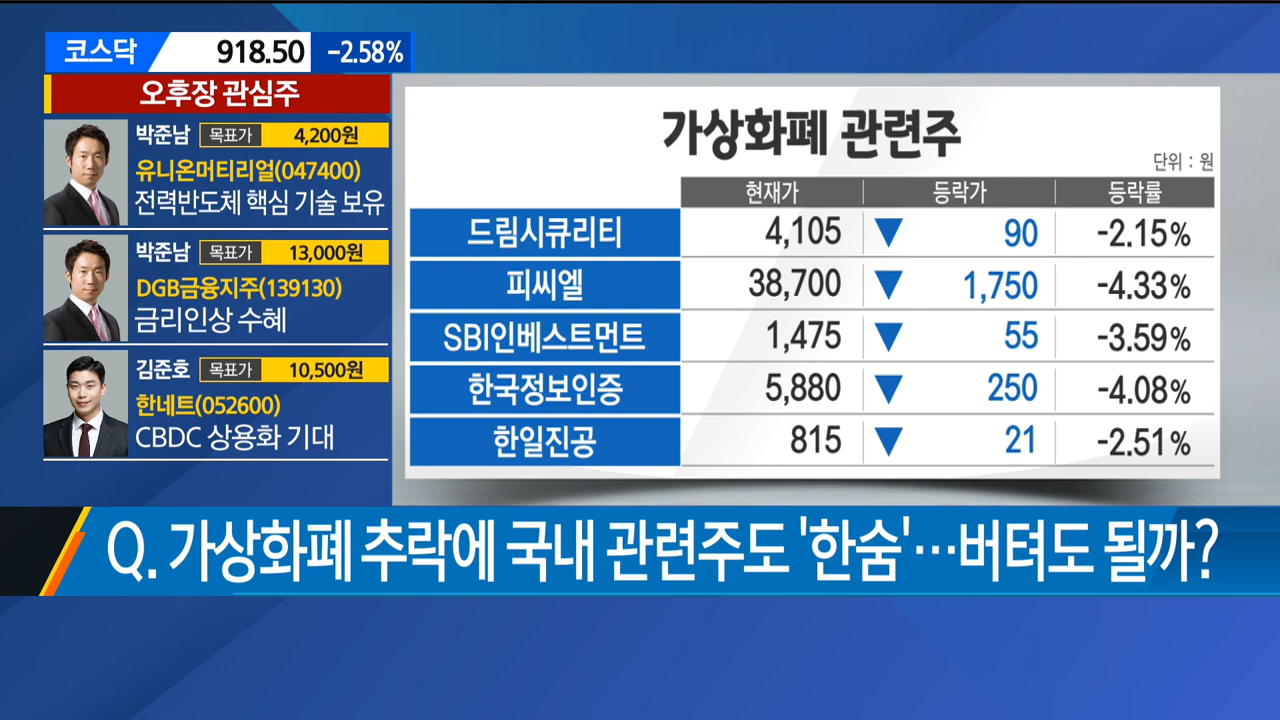 코스닥 918.50 -2.58%
오후장 관심주
박준남 목표가 4,200원
유니온머티리얼(047400)
전력반도체 핵심 기술 보유
박준남 목표가 13,000원
DGB금융지주(139130)
금리인상 수혜
김준호 목표가 10,500원
한네트(052600)
CBDC 상용화 기대
가상화폐 관련주
단위 : 원
현재가 등락가 등락률
드림시큐리티 4,105 ▼ 90 -2.15%
피씨엘 38,700 ▼ 1,750 -4.33%
SBI인베스트먼트 1,475 ▼ 55 -3.59%
한국정보인증 5,880 ▼ 250 -4.08%
한일진공 815 ▼ 21 -2.51%
Q. 가상화폐 추락에 국내 관련주도 '한숨'…버텨도 될까?